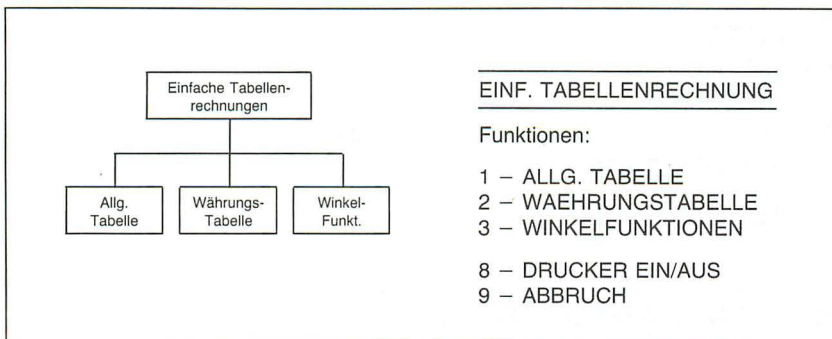 Einfache Tabellen-
rechnungen
Allg.
Tabelle
Währungs-
Tabelle
Winkel-
Funkt.
EINF. TABELLENRECHNUNG
Funktionen:
1 – ALLG. TABELLE
2 – WAEHRUNGSTABELLE
3 – WINKELFUNKTIONEN
8 – DRUCKER EIN/AUS
9 – ABBRUCH